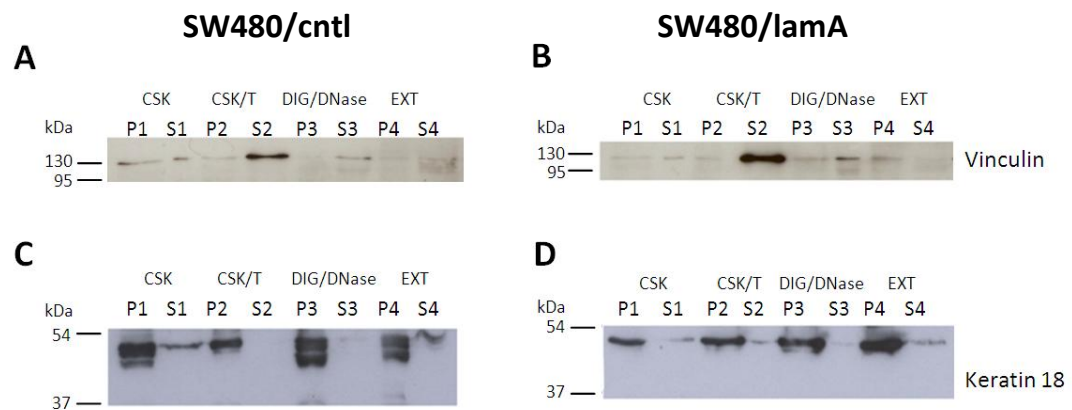 SW480/cntl
SW480/lamA
A
CSK CSK/T DIG/DNase EXT
kDa P1 S1 P2 S2 P3 S3 P4 S4
130
95
B
CSK CSK/T DIG/DNase EXT
kDa P1 S1 P2 S2 P3 S3 P4 S4
130
95
Vinculin
C
CSK CSK/T DIG/DNase EXT
kDa P1 S1 P2 S2 P3 S3 P4 S4
54
37
D
CSK CSK/T DIG/DNase EXT
kDa P1 S1 P2 S2 P3 S3 P4 S4
54
37
Keratin 18